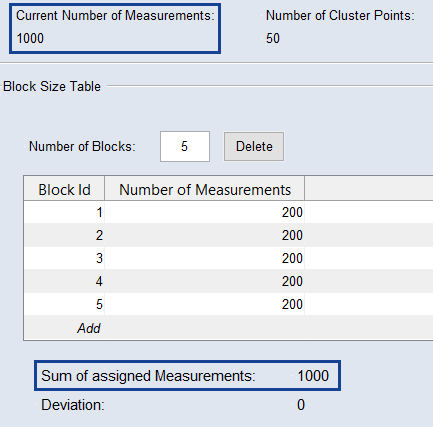 Current Number of Measurements: Number of Cluster Points:
1000 50
Block Size Table
Number of Blocks: 5 Delete
Block Id Number of Measurements
1 200
2 200
3 200
4 200
5 200
Add
Sum of assigned Measurements: 1000
Deviation: 0